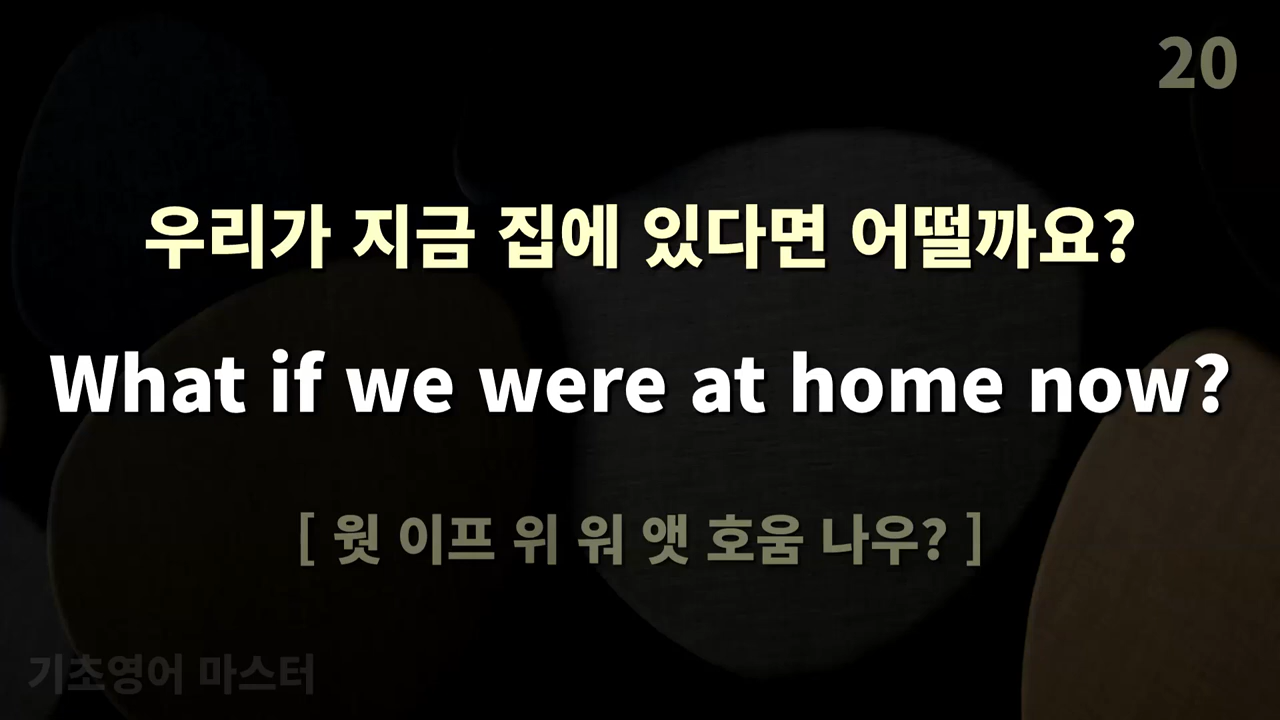 20
우리가 지금 집에 있다면 어떨까요?
What if we were at home now?
[ 웟 이프 위 워 앳 호움 나우? ]
기초영어 마스터